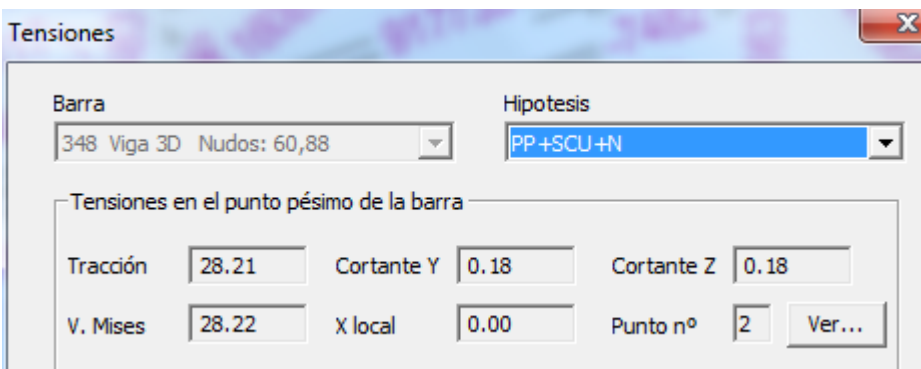 Tensiones
Barra Hipotesis
348 Viga 3D Nudos: 60,88 PP+SCU+N
Tensiones en el punto pésimo de la barra
Tracción 28.21 Cortante Y 0.18 Cortante Z 0.18
V. Mises 28.22 X local 0.00 Punto nº 2 Ver...